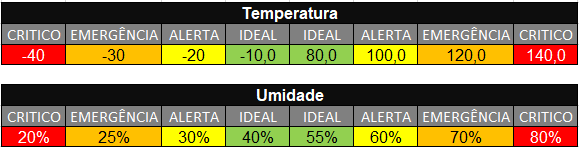 Temperatura
CRITICO EMERGÊNCIA ALERTA IDEAL IDEAL ALERTA EMERGÊNCIA CRITICO
-40 -30 -20 -10,0 80,0 100,0 120,0 140,0
Umidade
CRITICO EMERGÊNCIA ALERTA IDEAL IDEAL ALERTA EMERGÊNCIA CRITICO
20% 25% 30% 40% 55% 60% 70% 80%